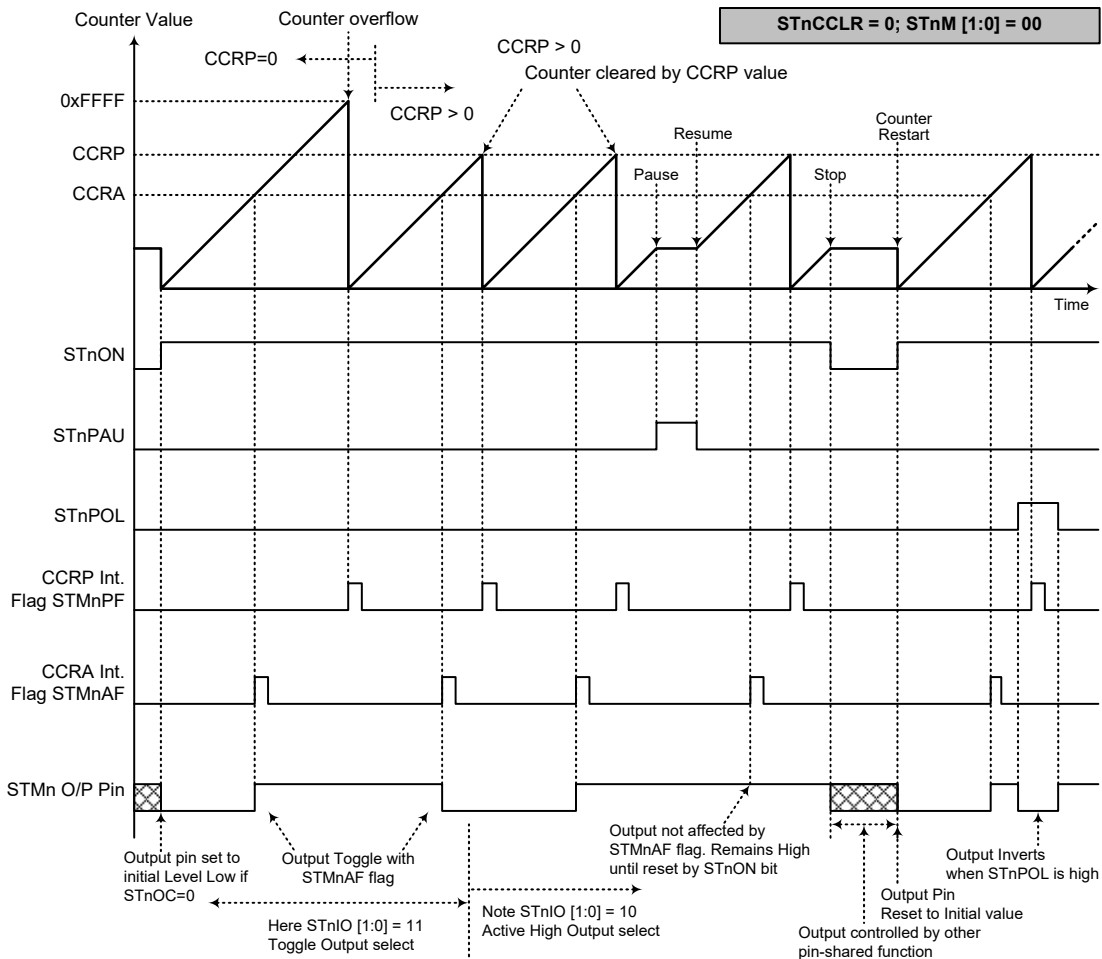 Counter Value
Counter overflow
STnCCLR = 0; STnM [1:0] = 00
CCRP=0
CCRP > 0
CCRP > 0
Counter cleared by CCRP value
0xFFFF
CCRP
CCRA
Pause
Resume
Stop
Counter
Restart
Time
STnON
STnPAU
STnPOL
CCRP Int.
Flag STMnPF
CCRA Int.
Flag STMnAF
STMn O/P Pin
Output pin set to
initial Level Low if
STnOC=0
Output Toggle with
STMnAF flag
Here STnIO [1:0] = 11
Toggle Output select
Note STnIO [1:0] = 10
Active High Output select
Output not affected by
STMnAF flag. Remains High
until reset by STnON bit
Output controlled by other
pin-shared function
Output Pin
Reset to Initial value
Output Inverts
when STnPOL is high